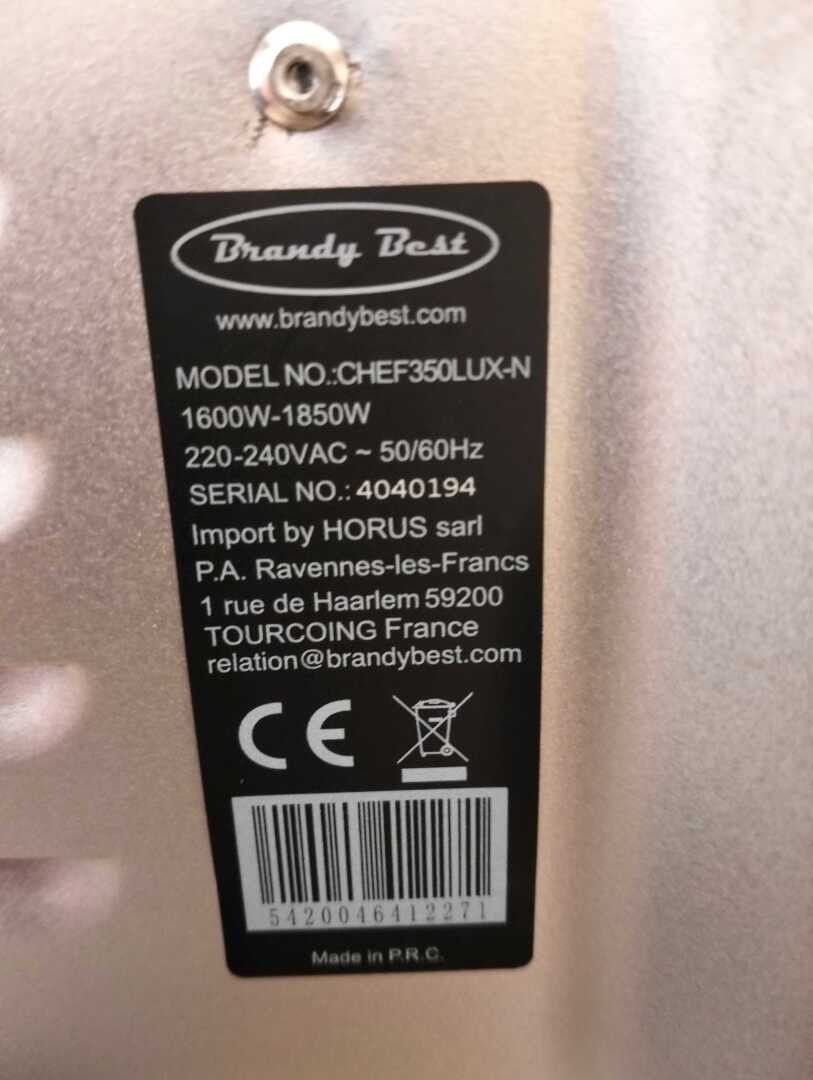 Brandy Best
www.brandybest.com
MODEL NO.:CHEF350LUX-N
1600W-1850W
220-240VAC ~ 50/60Hz
SERIAL NO.: 4040194
Import by HORUS sarl
P.A. Ravennes-les-Francs
1 rue de Haarlem 59200
TOURCOING France
relation@brandybest.com
CE
5420046412271
Made in P.R.C.